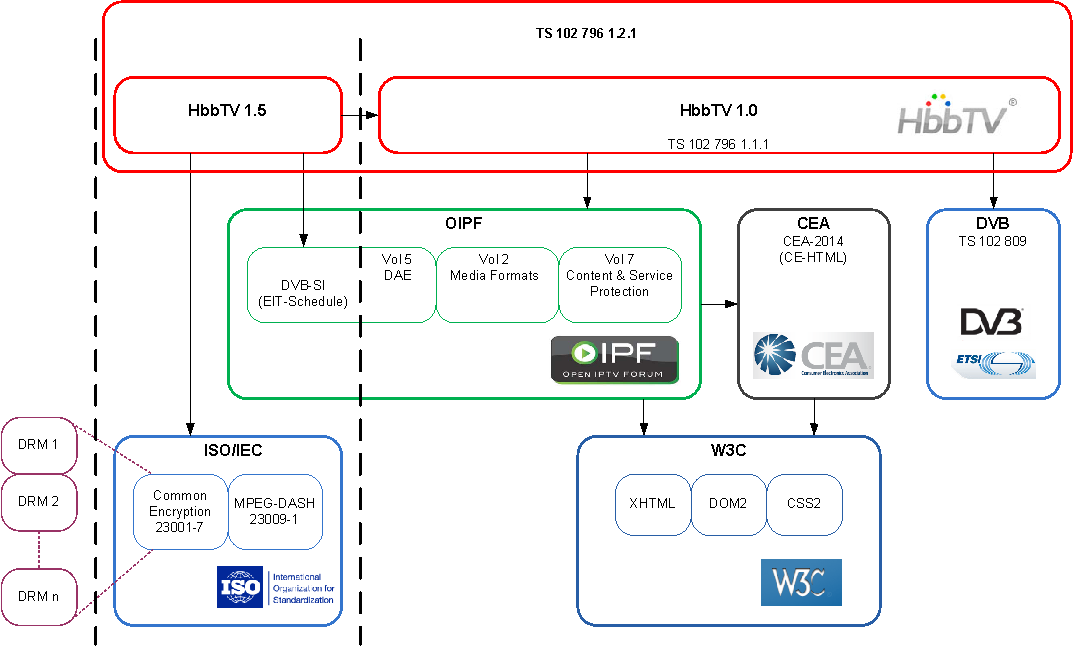 TS 102 796 1.2.1
HbbTV 1.5
HbbTV 1.0
HbbTV®
TS 102 796 1.1.1
OIPF
DVB-SI
(EIT-Schedule)
Vol 5
DAE
Vol 2
Media Formats
Vol 7
Content & Service
Protection
OIPF
OPEN IPTV FORUM
CEA
CEA-2014
(CE-HTML)
CEA
Consumer Electronics Association
DVB
TS 102 809
DVB
ETSI
DRM 1
DRM 2
DRM n
ISO/IEC
Common
Encryption
23001-7
MPEG-DASH
23009-1
ISO
International
Organization for
Standardization
W3C
XHTML
DOM2
CSS2
W3C